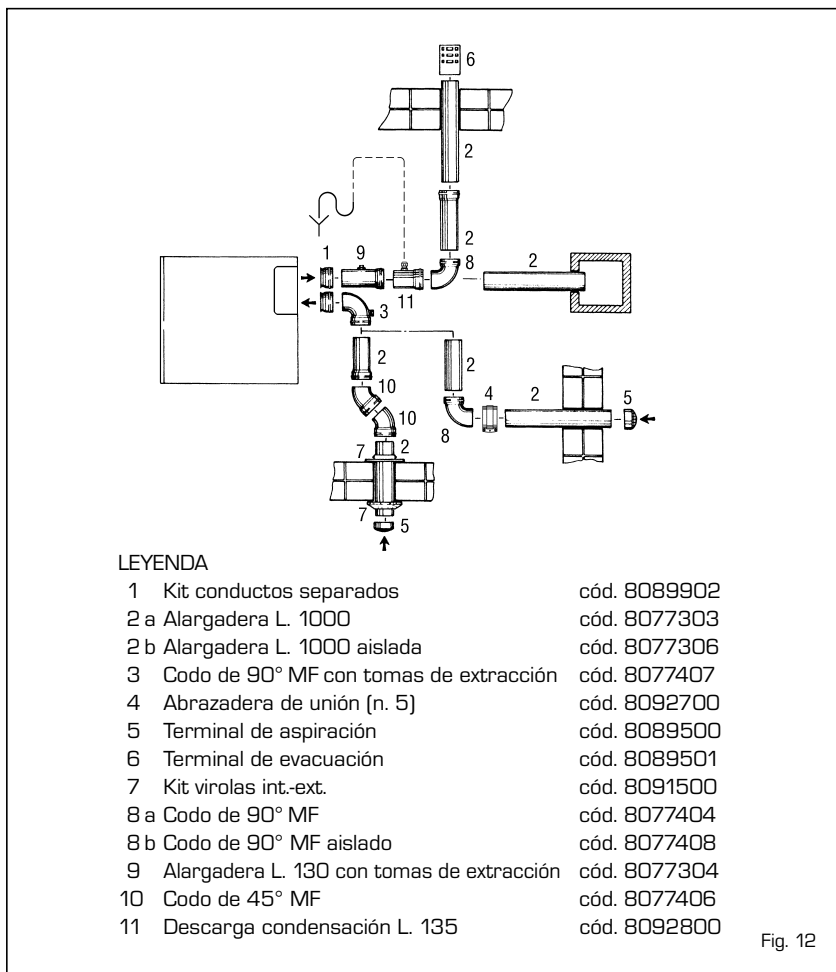 6
2
2
1
9
11
8
2
3
2
10
10
2
7
7
5
2
4
8
2
5
LEYENDA
1 Kit conductos separados cód. 8089902
2 a Alargadera L. 1000 cód. 8077303
2 b Alargadera L. 1000 aislada cód. 8077306
3 Codo de 90° MF con tomas de extracción cód. 8077407
4 Abrazadera de unión (n. 5) cód. 8092700
5 Terminal de aspiración cód. 8089500
6 Terminal de evacuación cód. 8089501
7 Kit virolas int.-ext. cód. 8091500
8 a Codo de 90° MF cód. 8077404
8 b Codo de 90° MF aislado cód. 8077408
9 Alargadera L. 130 con tomas de extracción cód. 8077304
10 Codo de 45° MF cód. 8077406
11 Descarga condensación L. 135 cód. 8092800
Fig. 12